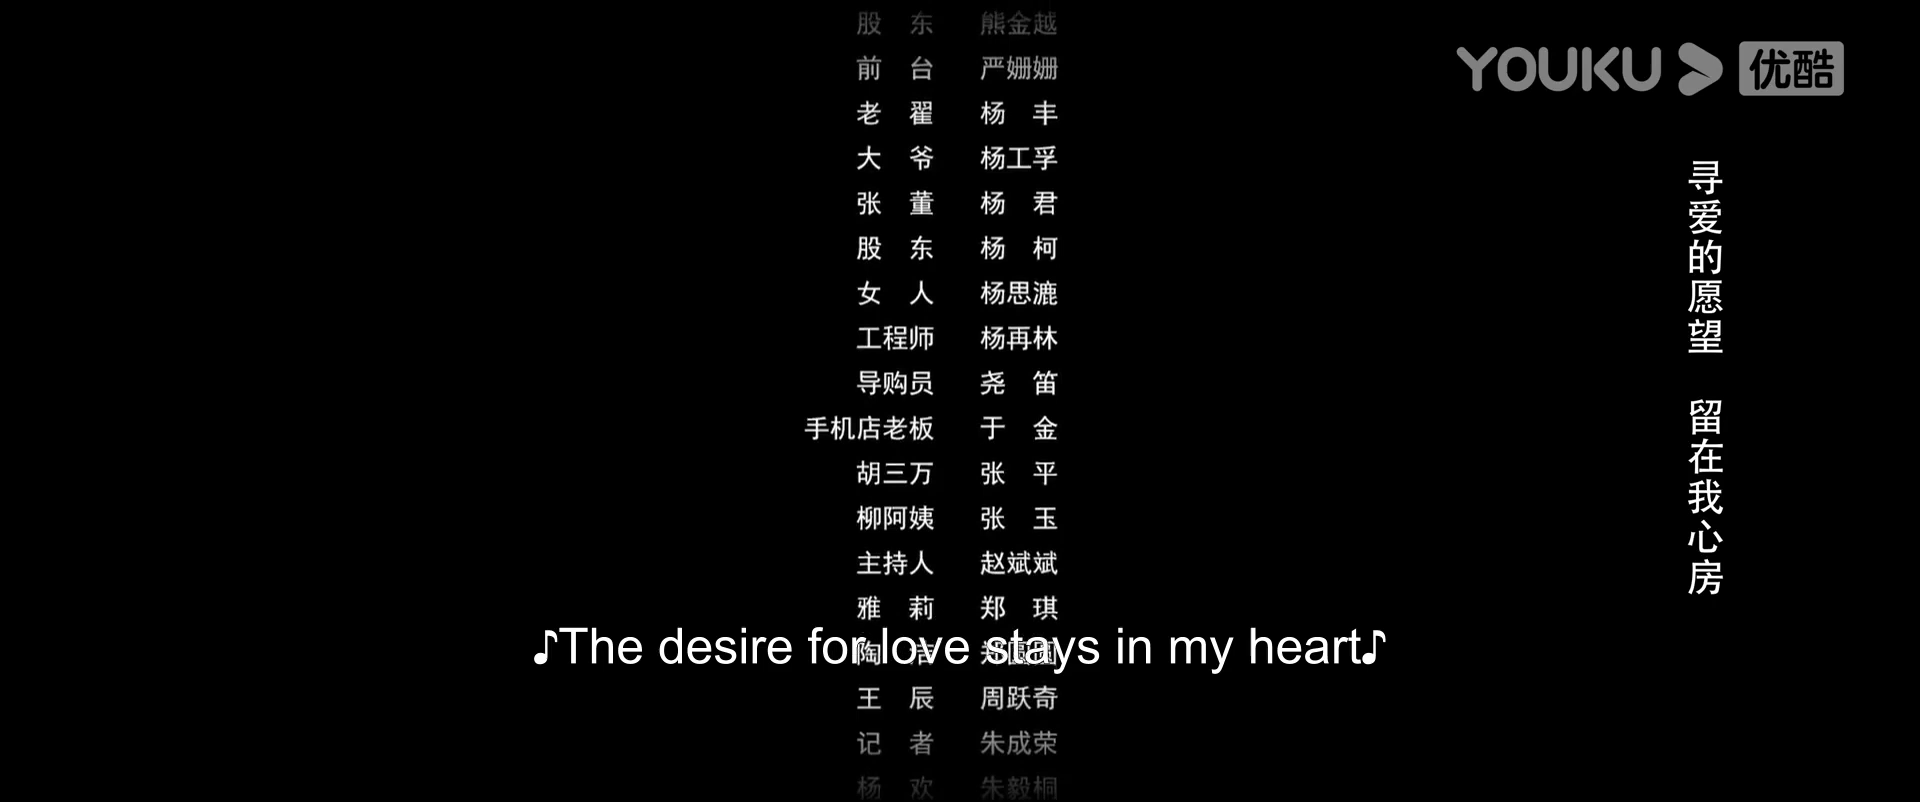 股东 熊金越
前台 严姗姗
老翟 杨丰
大爷 杨工孚
张董 杨君
股东 杨柯
女人 杨思漉
工程师 杨再林
导购员 尧笛
手机店老板 于金
胡三万 张平
柳阿姨 张玉
主持人 赵斌斌
雅莉 郑琪
♪The desire for love stays in my heart♪
王辰 周跃奇
记者 朱成荣
杨欢 朱毅桐
YOUKU 优酷
寻爱的愿望 留在我心房